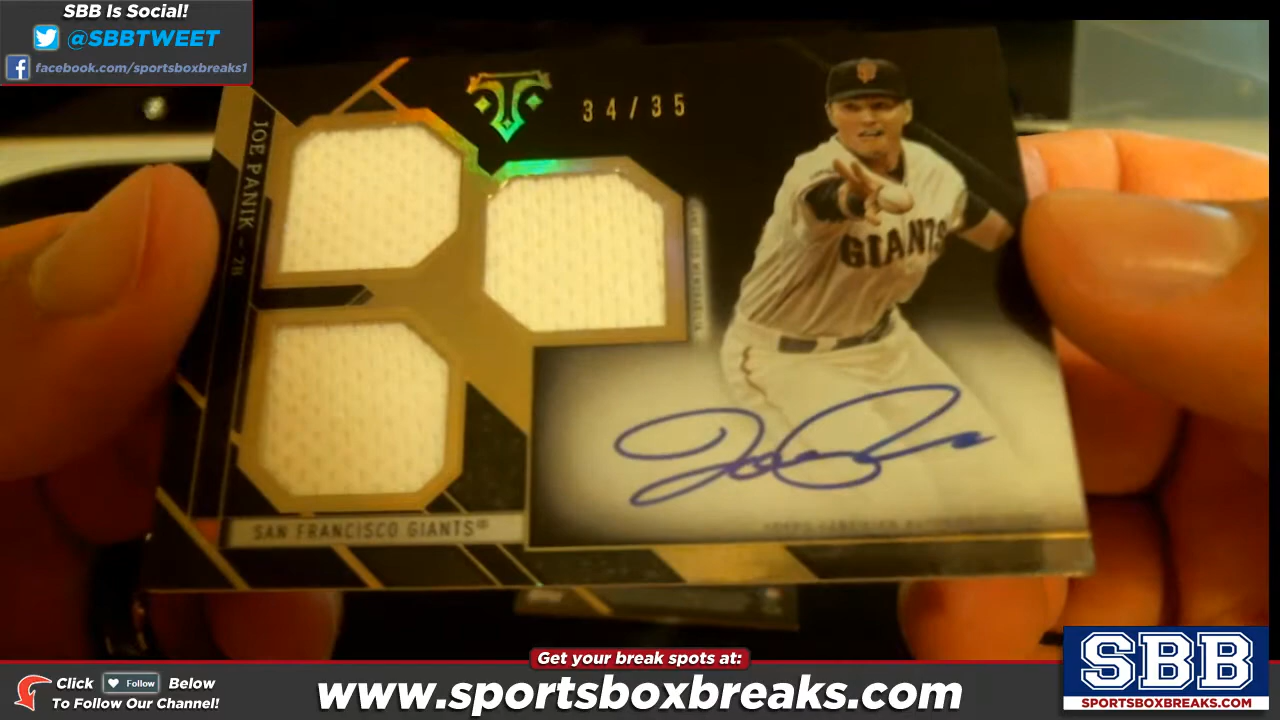 SBB Is Social!
@SBBTWEET
facebook.com/sportsboxbreaks1
34/35
JOE PANIK - 2B
GIANTS
SAN FRANCISCO GIANTS®
Get your break spots at:
Click Follow Below
To Follow Our Channel!
www.sportsboxbreaks.com
SBB
SPORTSBOXBREAKS.COM